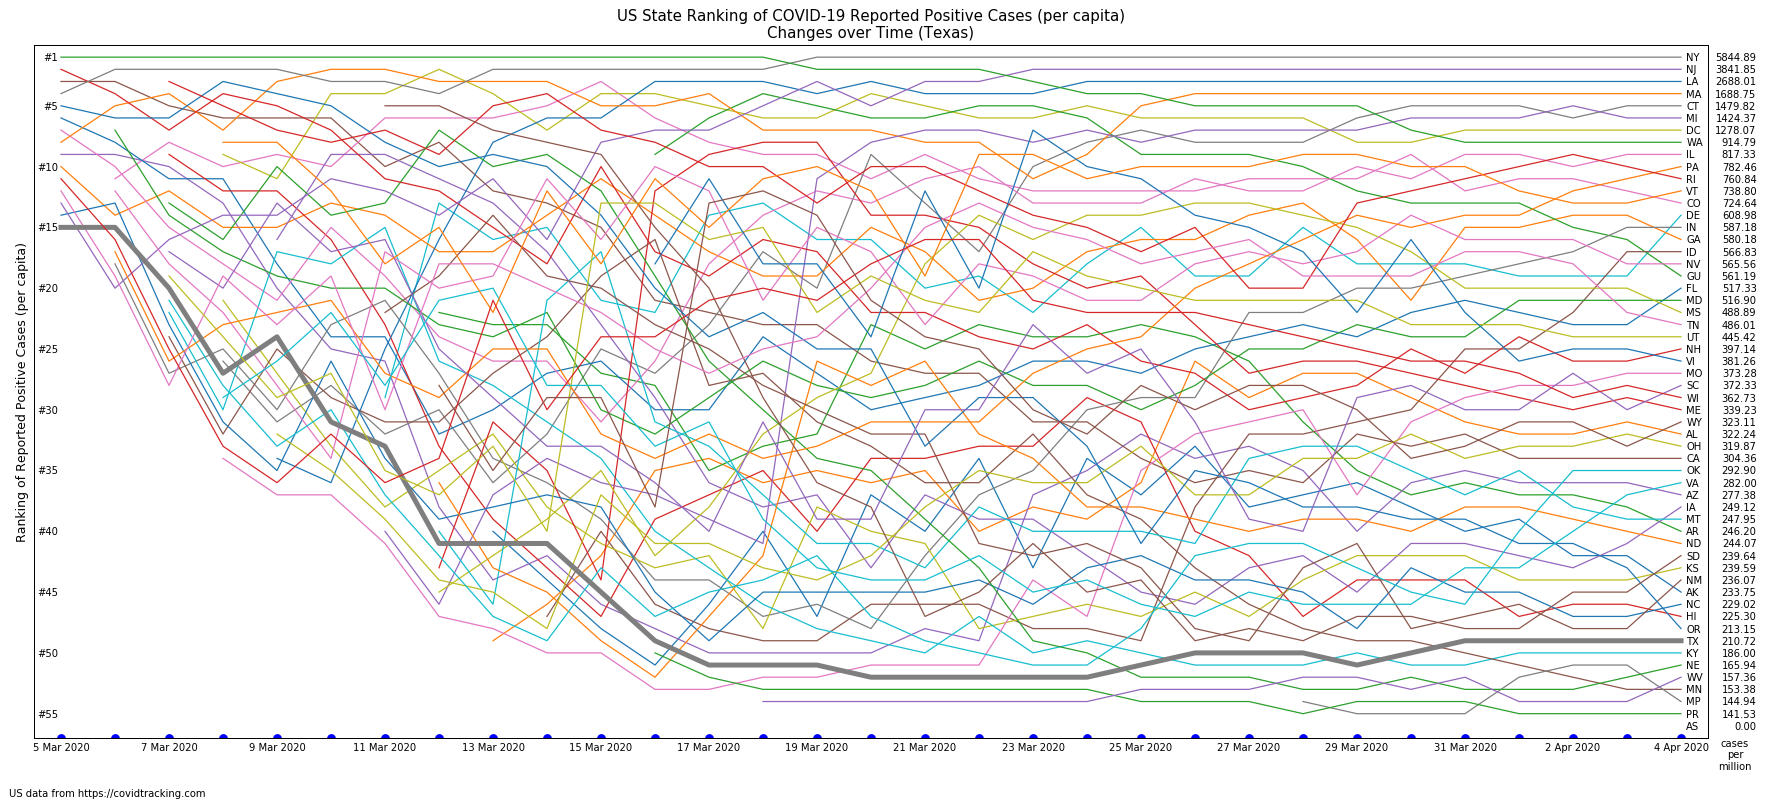 US State Ranking of COVID-19 Reported Positive Cases (per capita)
Changes over Time (Texas)
Ranking of Reported Positive Cases (per capita)
#1
#5
#10
#15
#20
#25
#30
#35
#40
#45
#50
#55
NY 5844.89
NJ 3841.85
LA 2688.01
MA 1688.75
CT 1479.82
MI 1424.37
DC 1278.07
WA 914.79
IL 817.33
PA 782.46
RI 760.84
VT 738.80
CO 724.64
DE 608.98
IN 587.18
GA 580.18
ID 566.83
NV 565.56
GU 561.19
FL 517.33
MD 516.90
MS 488.89
TN 486.01
UT 445.42
NH 397.14
VI 381.26
MO 373.28
SC 372.33
WI 362.73
ME 339.23
WY 323.11
AL 322.24
OH 319.87
CA 304.36
OK 292.90
VA 282.00
AZ 277.38
IA 249.12
MT 247.95
AR 246.20
ND 244.07
SD 239.64
KS 239.59
NM 236.07
AK 233.75
NC 229.02
HI 225.30
OR 213.15
TX 210.72
KY 186.00
NE 165.94
WV 157.36
MN 153.38
MP 144.94
PR 141.53
AS 0.00
5 Mar 2020 7 Mar 2020 9 Mar 2020 11 Mar 2020 13 Mar 2020 15 Mar 2020 17 Mar 2020 19 Mar 2020 21 Mar 2020 23 Mar 2020 25 Mar 2020 27 Mar 2020 29 Mar 2020 31 Mar 2020 2 Apr 2020 4 Apr 2020
cases
per
million
US data from https://covidtracking.com